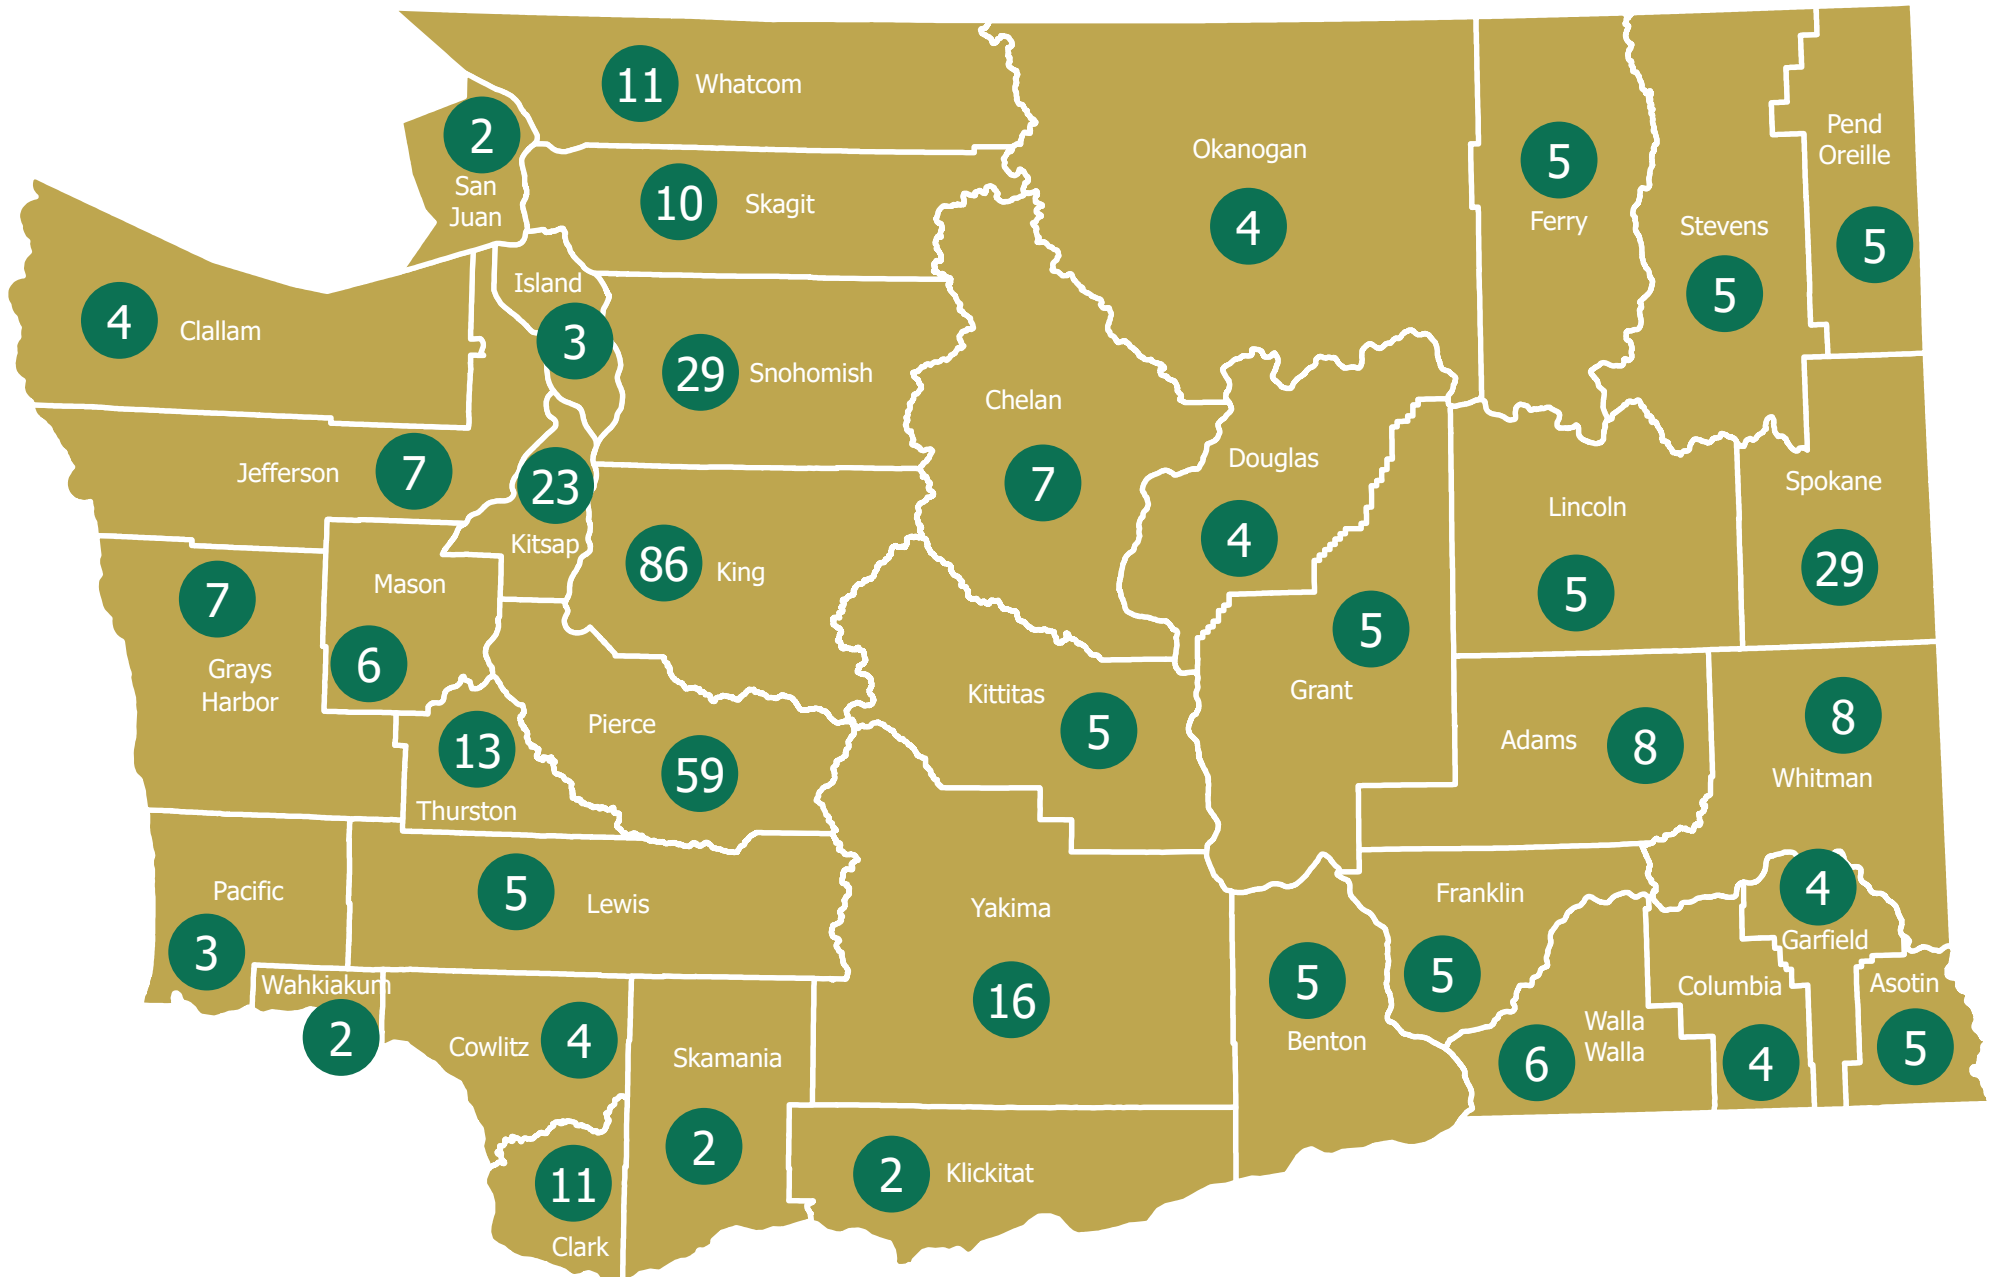 11
Whatcom
2
San
Juan
10
Skagit
Okanogan
4
5
Ferry
Stevens
5
Pend
Oreille
5
4
Clallam
Island
3
29
Snohomish
Chelan
7
Douglas
4
Jefferson
7
23
Kitsap
86
King
Lincoln
5
Spokane
29
7
Grays
Harbor
Mason
6
13
Thurston
Pierce
59
Kittitas
5
5
Grant
Adams
8
8
Whitman
Pacific
3
5
Lewis
Yakima
16
5
Benton
Franklin
5
4
Garfield
Wahkiakum
2
Cowlitz
4
Skamania
2
Walla
Walla
6
Columbia
4
Asotin
5
11
Clark
2
Klickitat